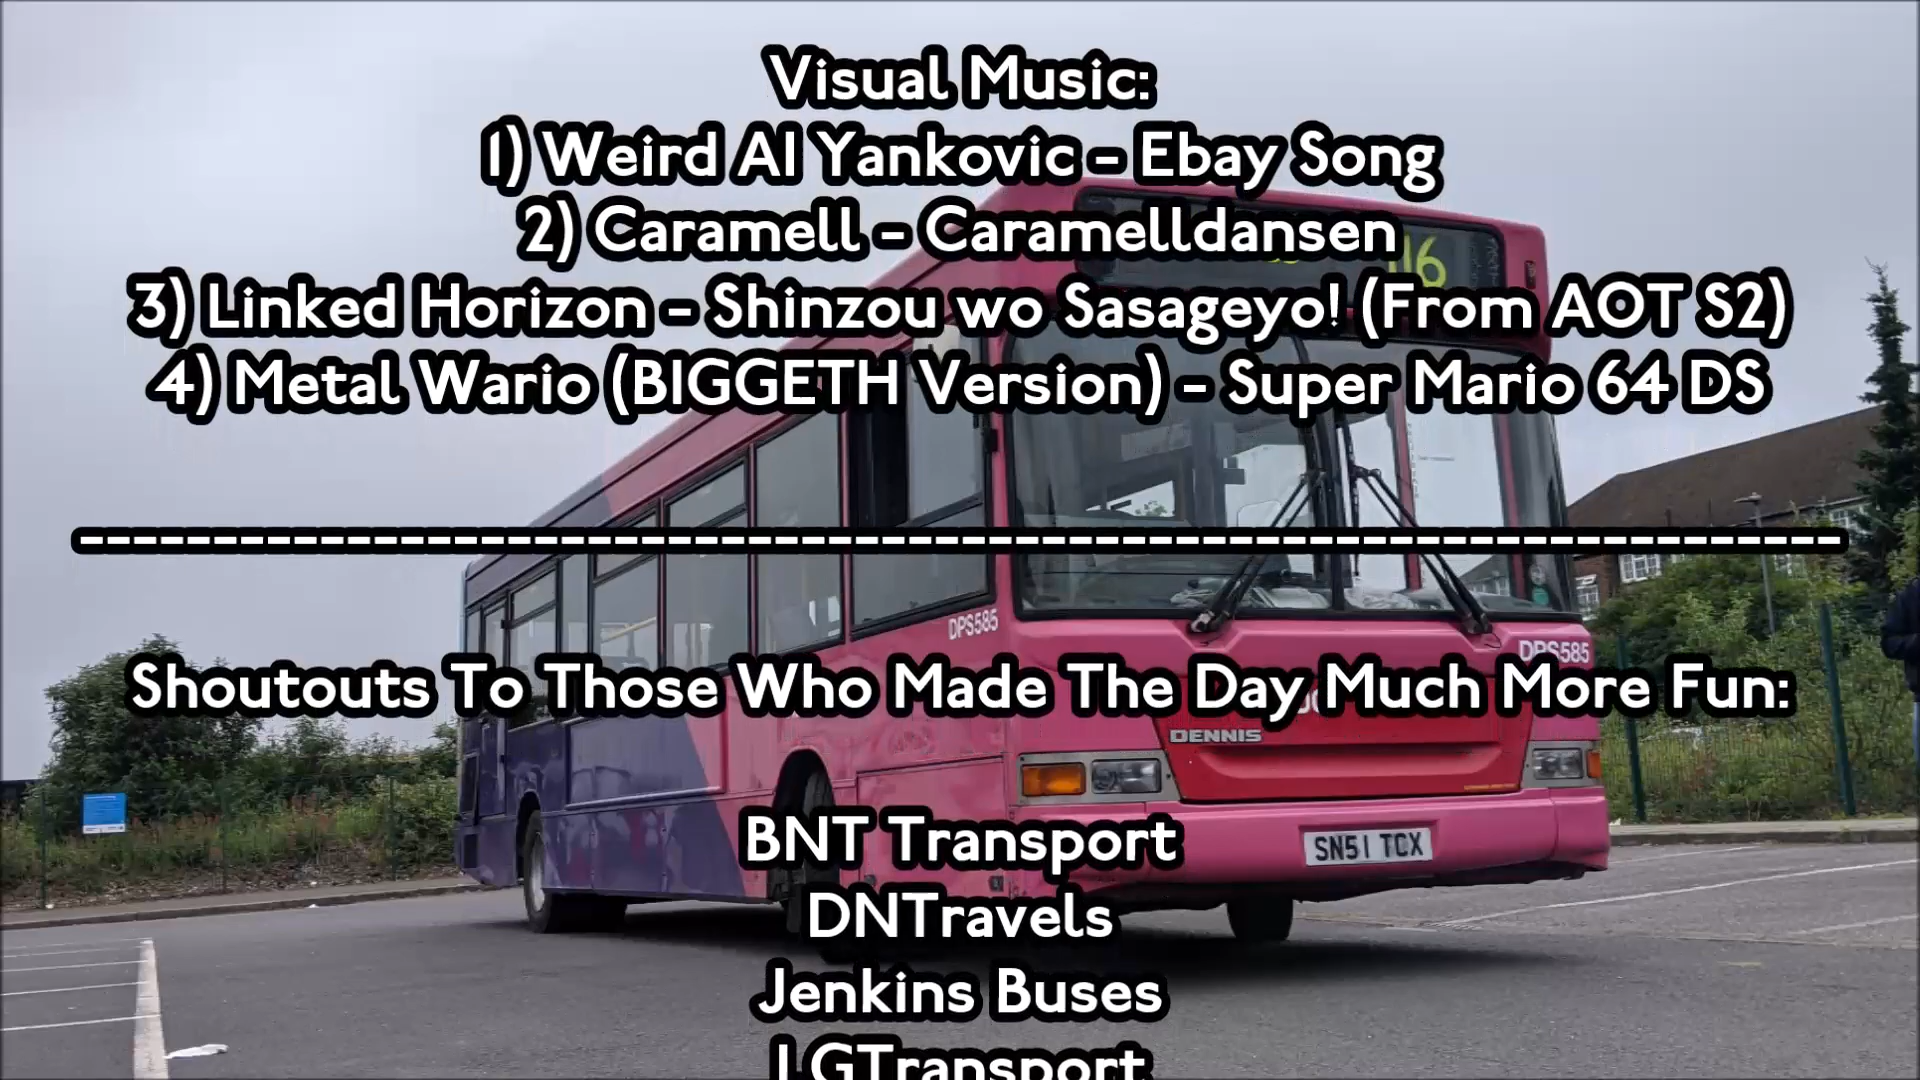 Visual Music:
1) Weird Al Yankovic - Ebay Song
2) Caramell - Caramelldansen
3) Linked Horizon - Shinzou wo Sasageyo! (From AOT S2)
4) Metal Wario (BIGGETH Version) - Super Mario 64 DS
------------------------------------------------------------------
Shoutouts To Those Who Made The Day Much More Fun:
BNT Transport
DNTravels
Jenkins Buses
LGTransport
DPS585
DPS585
DENNIS
SN51 TCX